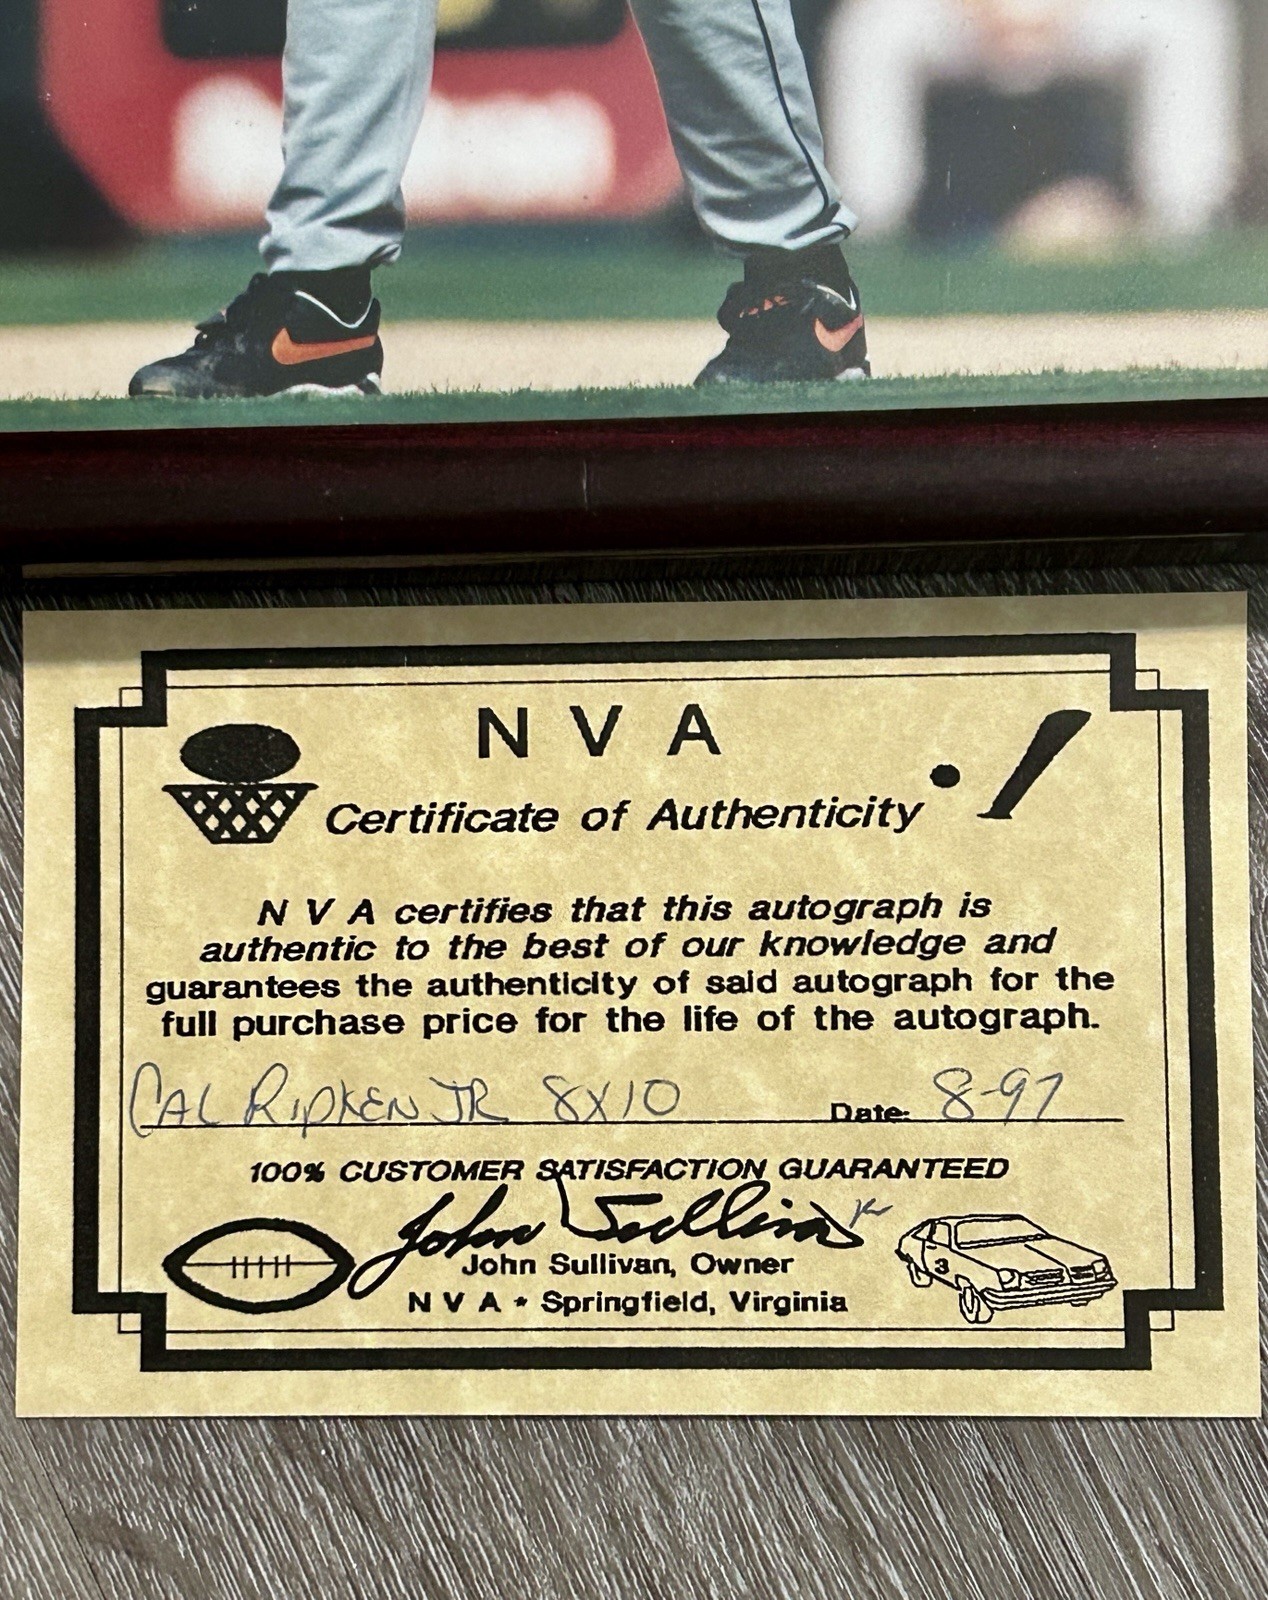 N V A
Certificate of Authenticity
N V A certifies that this autograph is
authentic to the best of our knowledge and
guarantees the authenticity of said autograph for the
full purchase price for the life of the autograph.
CAL RIPKEN JR 8X10 Date: 8-97
100% CUSTOMER SATISFACTION GUARANTEED
John Sullivan
John Sullivan, Owner
3
N V A * Springfield, Virginia